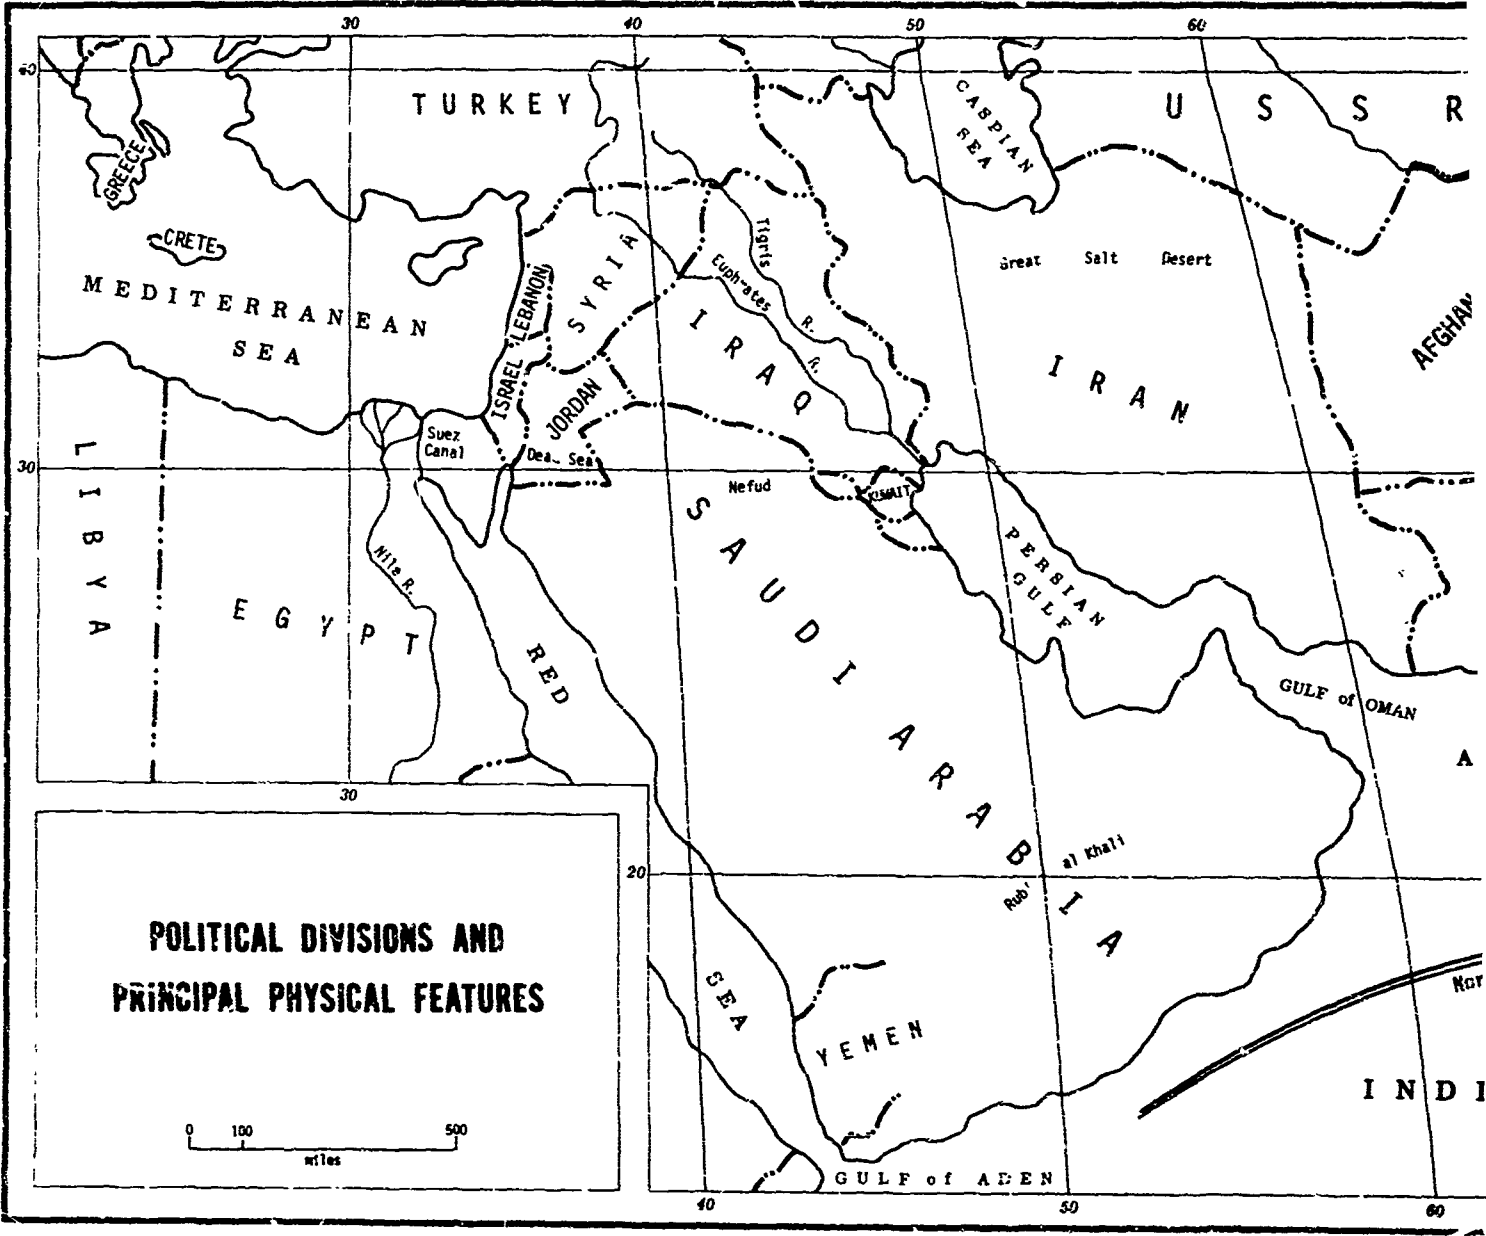 30 40 50 60
40
TURKEY
CASPIAN
SEA
U S S R
GREECE
CRETE
MEDITERRANEAN
SEA
LEBANON
SYRIA
Tigris
R.
R.
IRAQ
Great Salt Desert
IRAN
AFGHAN
ISRAEL
JORDAN
Suez
Canal
Sea
30
LIBYA
Nefud
KUWAIT
PERSIAN
GULF
Nile R.
EGYPT
RED
SEA
SAUDI ARABIA
GULF of OMAN
A
30
20
Rub' al Khali
POLITICAL DIVISIONS AND
PRINCIPAL PHYSICAL FEATURES
0 100 500
miles
YEMEN
Nor
INDI
GULF of ADEN
40 50 60